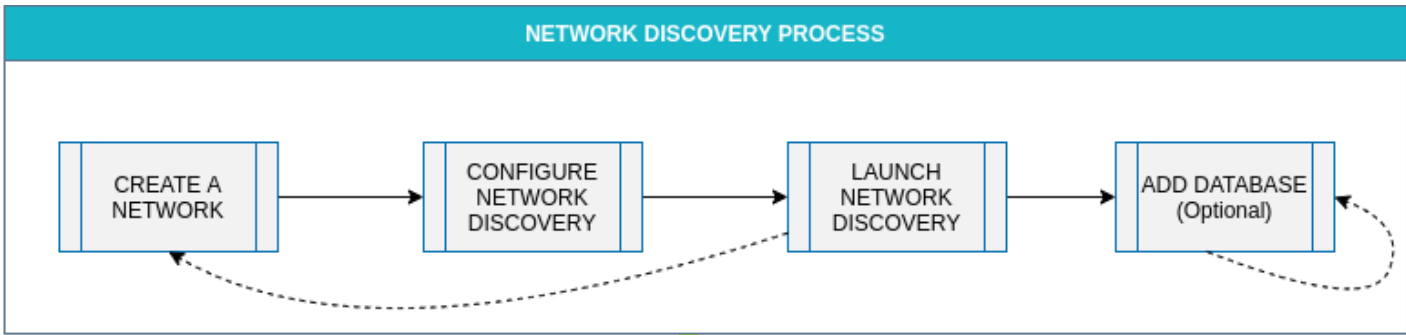 NETWORK DISCOVERY PROCESS
CREATE A
NETWORK
CONFIGURE
NETWORK
DISCOVERY
LAUNCH
NETWORK
DISCOVERY
ADD DATABASE
(Optional)